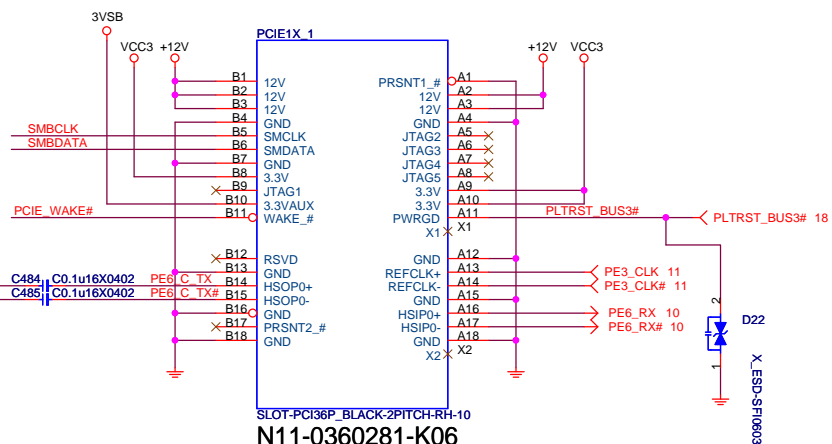 3VSB
VCC3 +12V
PCIE1X_1
+12V VCC3
B1 12V PRSNT1_# A1
B2 12V 12V A2
B3 12V 12V A3
B4 GND GND A4
SMBCLK B5 SMCLK JTAG2 A5
SMBDATA B6 SMDATA JTAG3 A6
B7 GND JTAG4 A7
B8 3.3V JTAG5 A8
B9 JTAG1 3.3V A9
B10 3.3VAUX 3.3V A10
PCIE_WAKE# B11 WAKE_# PWRGD A11 PLTRST_BUS3# PLTRST_BUS3# 18
X1 X1
B12 RSVD GND A12
B13 GND REFCLK+ A13 PE3_CLK 11
C484 C0.1u16X0402 PE6_C_TX B14 HSOP0+ REFCLK- A14 PE3_CLK# 11
C485 C0.1u16X0402 PE6_C_TX# B15 HSOP0- GND A15
B16 GND HSIP0+ A16 PE6_RX 10
B17 PRSNT2_# HSIP0- A17 PE6_RX# 10
B18 GND GND A18
X2 X2
2
D22
1
X_ESD-SFI0603
SLOT-PCI36P_BLACK-2PITCH-RH-10
N11-0360281-K06